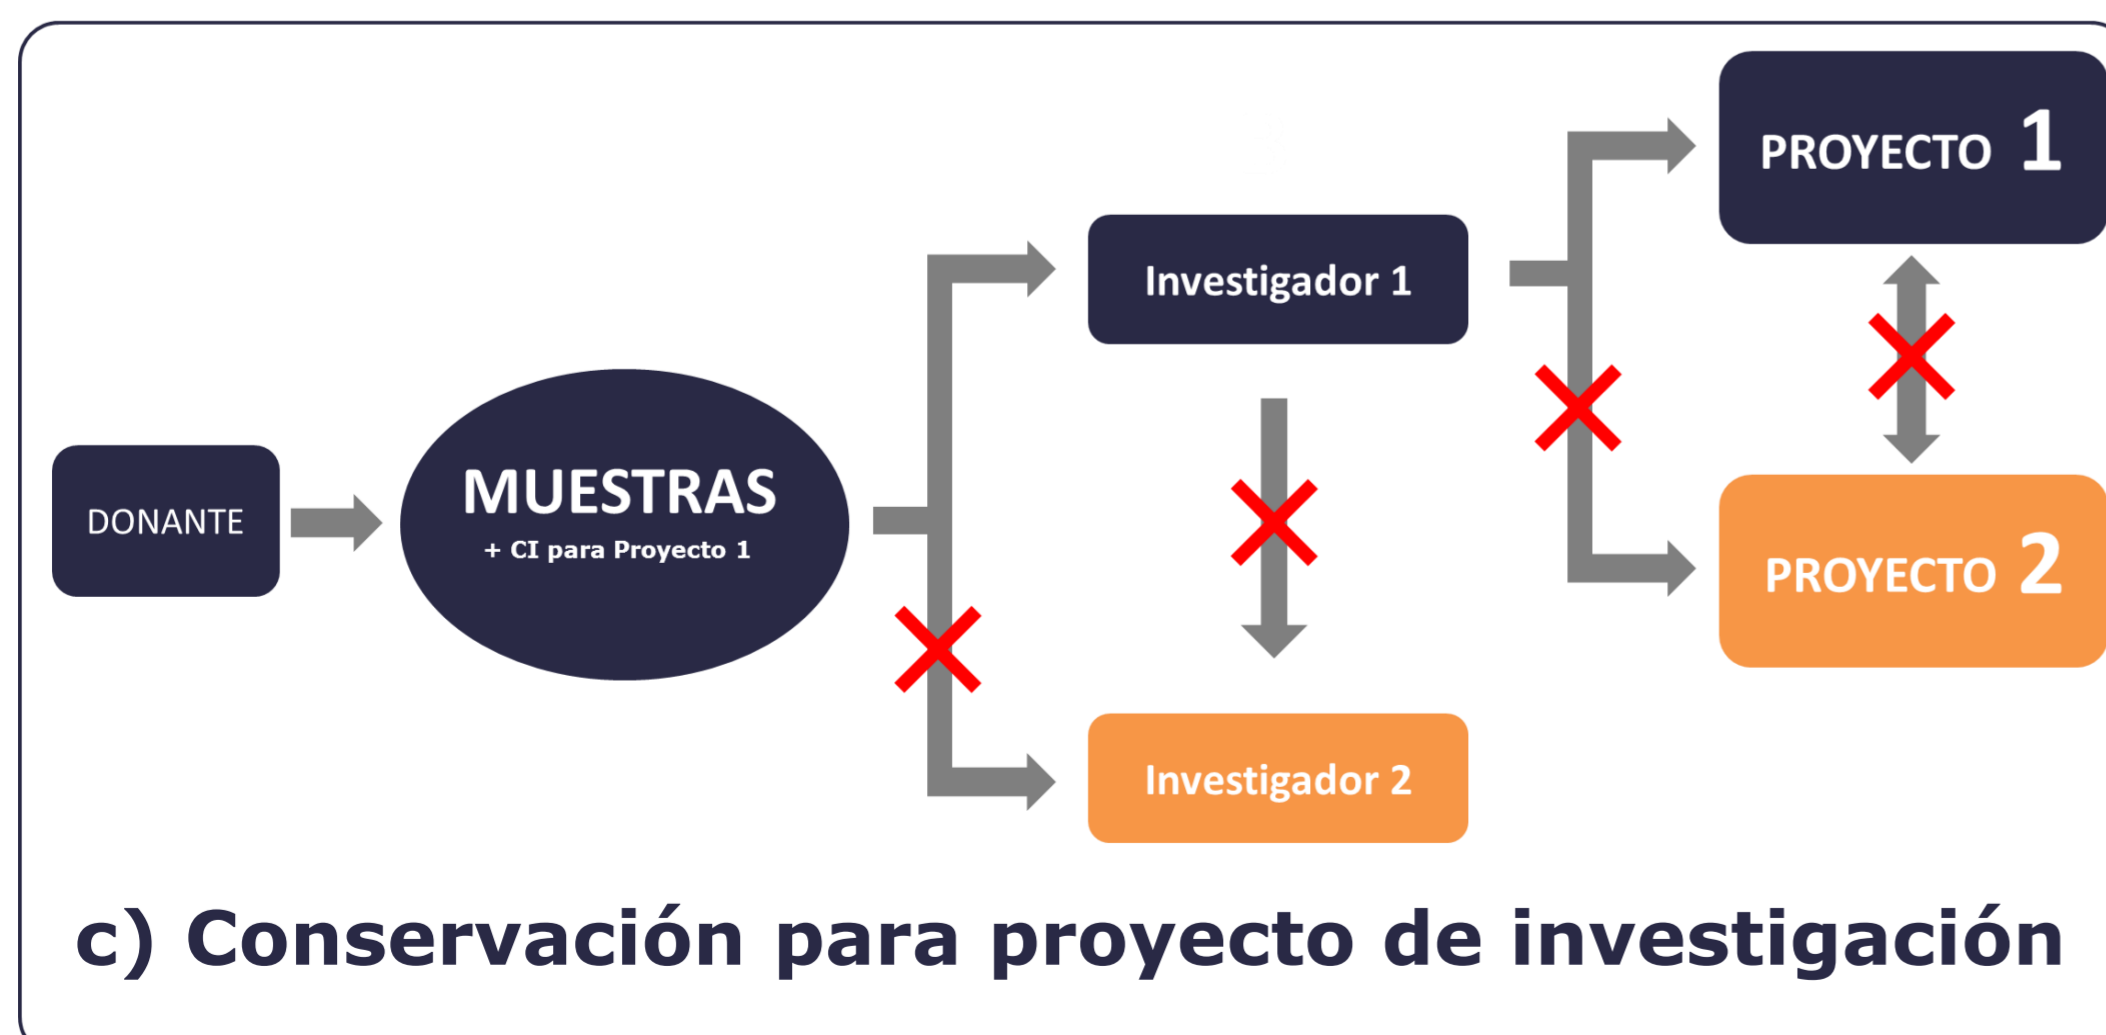 DONANTE
MUESTRAS
+ CI para Proyecto 1
Investigador 1
Investigador 2
PROYECTO 1
PROYECTO 2
c) Conservación para proyecto de investigación